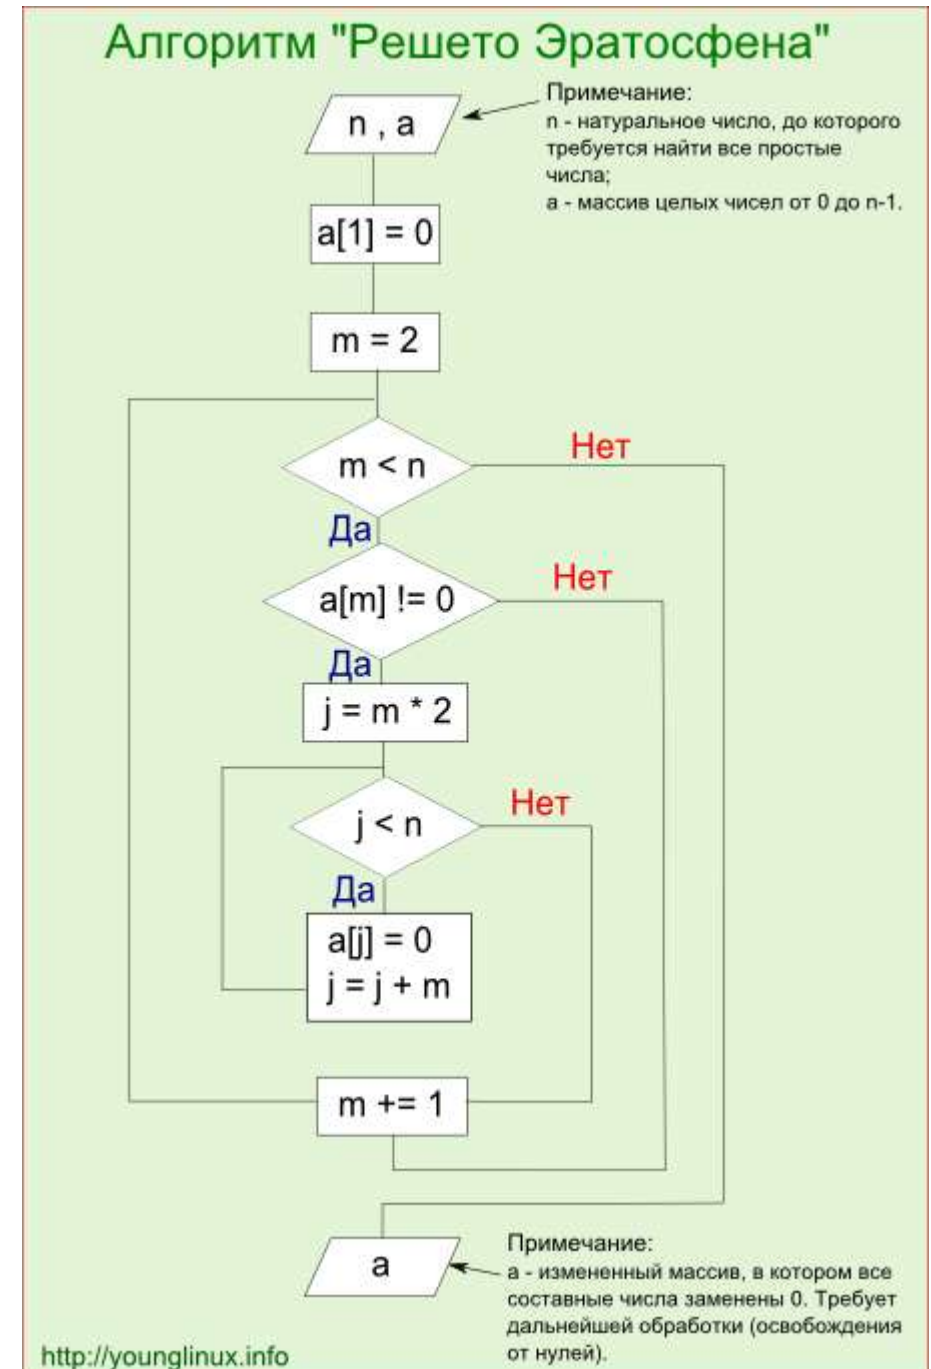 Алгоритм "Решето Эратосфена"
n , a
Примечание:
n - натуральное число, до которого
требуется найти все простые
числа;
a - массив целых чисел от 0 до n-1.
a[1] = 0
m = 2
m < n
Нет
Да
a[m] != 0
Нет
Да
j = m * 2
j < n
Нет
Да
a[j] = 0
j = j + m
m += 1
a
Примечание:
a - измененный массив, в котором все
составные числа заменены 0. Требует
дальнейшей обработки (освобождения
от нулей).
http://younglinux.info